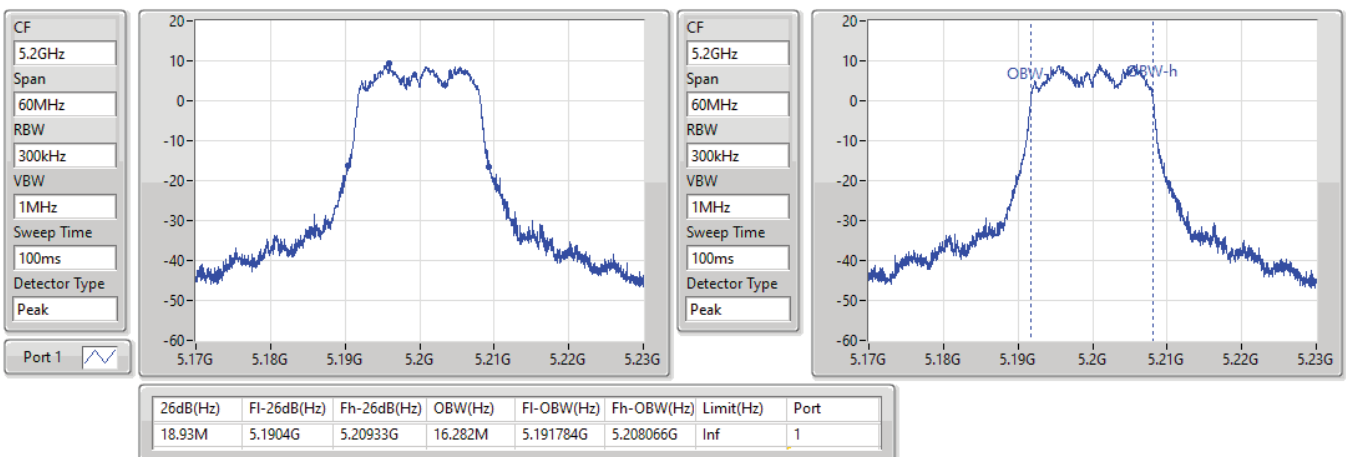 CF
5.2GHz
Span
60MHz
RBW
300kHz
VBW
1MHz
Sweep Time
100ms
Detector Type
Peak
Port 1
20
10
0
-10
-20
-30
-40
-50
-60
5.17G 5.18G 5.19G 5.2G 5.21G 5.22G 5.23G
CF
5.2GHz
Span
60MHz
RBW
300kHz
VBW
1MHz
Sweep Time
100ms
Detector Type
Peak
20
10
0
-10
-20
-30
-40
-50
-60
OBW-h
5.17G 5.18G 5.19G 5.2G 5.21G 5.22G 5.23G
26dB(Hz) Fl-26dB(Hz) Fh-26dB(Hz) OBW(Hz) Fl-OBW(Hz) Fh-OBW(Hz) Limit(Hz) Port
18.93M 5.1904G 5.20933G 16.282M 5.191784G 5.208066G Inf 1